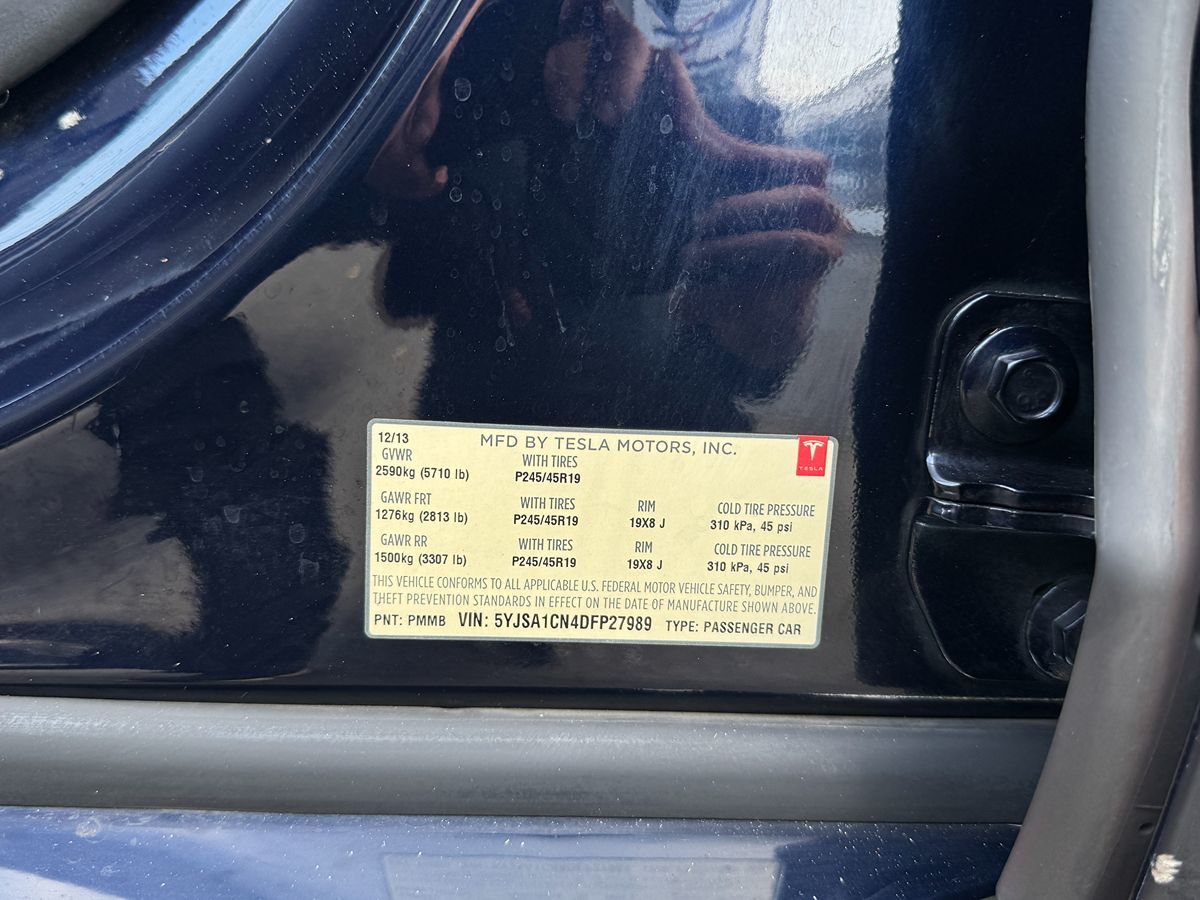 12/13 MFD BY TESLA MOTORS, INC.
GVWR WITH TIRES
2590kg (5710 lb) P245/45R19
TESLA
GAWR FRT WITH TIRES RIM COLD TIRE PRESSURE
1276kg (2813 lb) P245/45R19 19X8 J 310 kPa, 45 psi
GAWR RR WITH TIRES RIM COLD TIRE PRESSURE
1500kg (3307 lb) P245/45R19 19X8 J 310 kPa, 45 psi
THIS VEHICLE CONFORMS TO ALL APPLICABLE U.S. FEDERAL MOTOR VEHICLE SAFETY, BUMPER, AND
THEFT PREVENTION STANDARDS IN EFFECT ON THE DATE OF MANUFACTURE SHOWN ABOVE.
PNT: PMMB VIN: 5YJSA1CN4DFP27989 TYPE: PASSENGER CAR